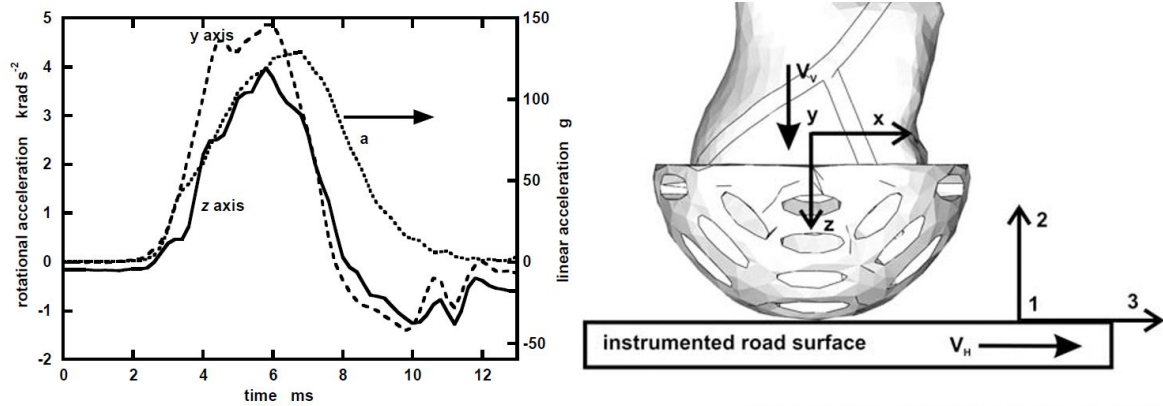 rotational acceleration krad s-2
5
4
3
2
1
0
-1
-2
0 2 4 6 8 10 12
time ms
150
100
50
0
-50
linear acceleration g
y axis
a
z axis
Vv
y x
z
2
1 3
instrumented road surface VH